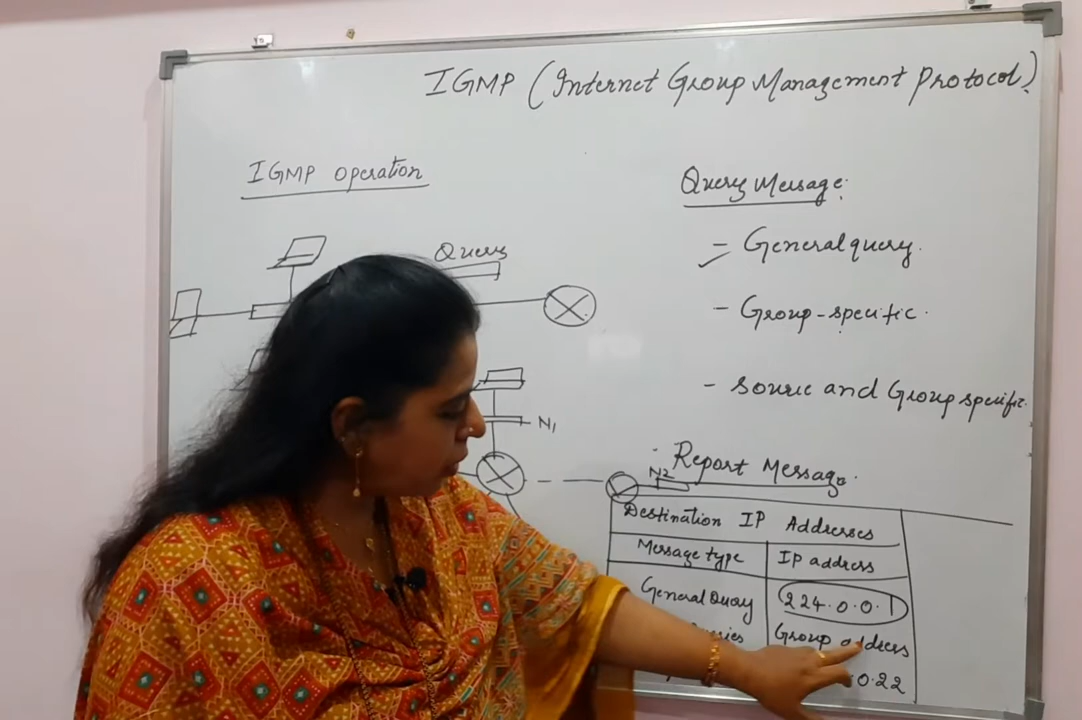 IGMP (Internet Group Management Protocol)
IGMP operation
Query
N1
Query Message:
- General query.
- Group-specific.
- source and Group specific.
Report Message.
N2
Destination IP Addresses
Message type IP address
General Query 224.0.0.1
Group address
.0.22